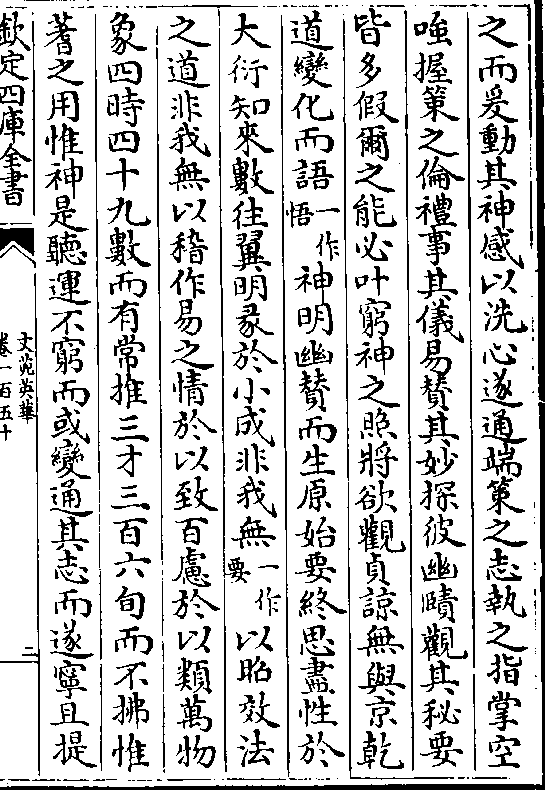 之而爰動其神感以洗心遂通端策之志執之指掌空
嗤握策之倫禮事其儀易賛其妙探彼幽賾觀其秘要
皆多假爾之能必叶窮神之照將欲觀貞諒無與京乾
道變化而語一作悟神明幽賛而生原始要終思盡性於
大衍知來數往翼明彖於小成非我無一作要以昭效法
之道非我無以稽作易之情於以致百慮於以類萬物
象四時四十九數而有常推三才三百六旬而不拂惟
蓍之用惟神是聽運不窮而或變通其志而遂寧且提
欽定四庫全書
文苑英華
卷一百五十
二